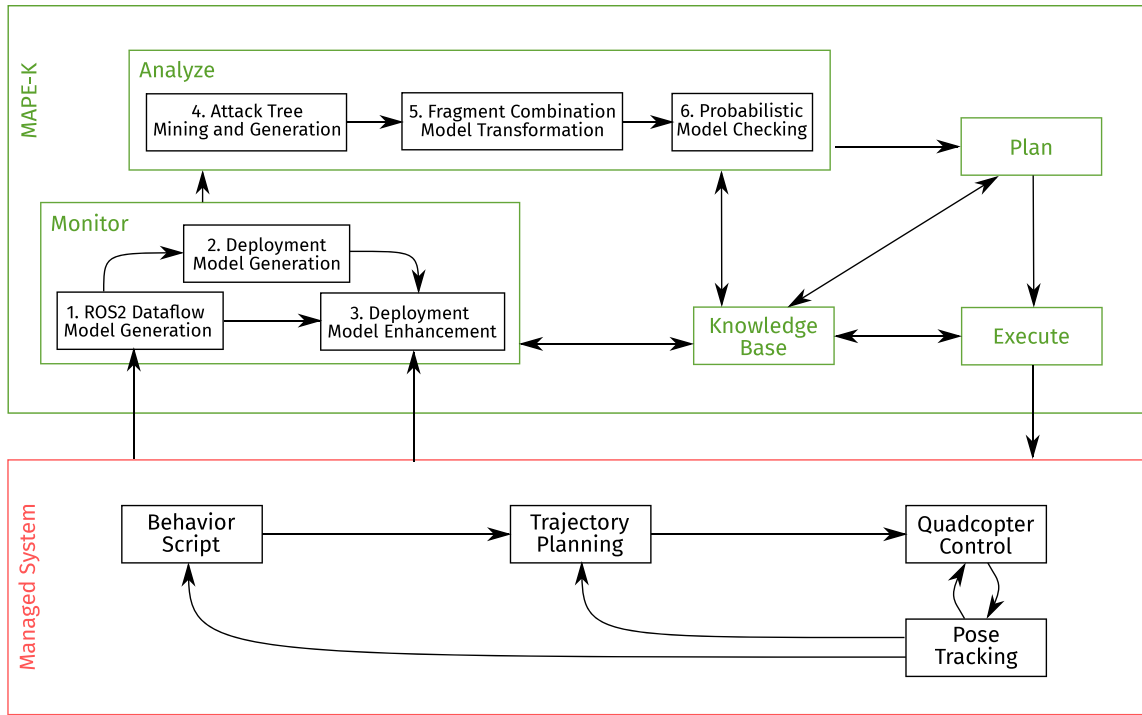 MAPE-K
Analyze
4. Attack Tree
Mining and Generation
5. Fragment Combination
Model Transformation
6. Probabilistic
Model Checking
Plan
Monitor
2. Deployment
Model Generation
1. ROS2 Dataflow
Model Generation
3. Deployment
Model Enhancement
Knowledge
Base
Execute
Managed System
Behavior
Script
Trajectory
Planning
Quadcopter
Control
Pose
Tracking